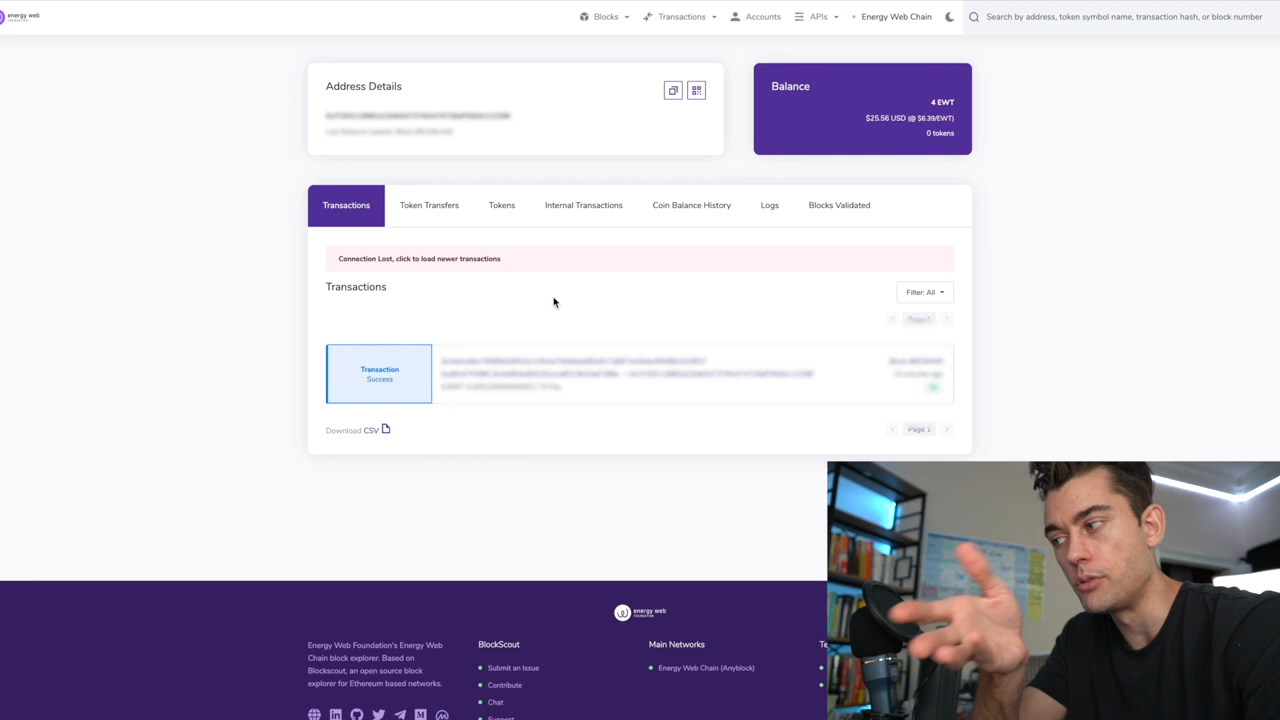 energy web
FOUNDATION
Blocks
Transactions
Accounts
APIs
Energy Web Chain
Search by address, token symbol name, transaction hash, or block number
Address Details
Balance
4 EWT
$25.56 USD (@ $6.39/EWT)
0 tokens
Transactions
Token Transfers
Tokens
Internal Transactions
Coin Balance History
Logs
Blocks Validated
Connection Lost, click to load newer transactions
Transactions
Filter: All
Transaction
Success
Download CSV
Page 1
energy web
FOUNDATION
Energy Web Foundation's Energy Web
Chain block explorer. Based on
Blockscout, an open source block
explorer for Ethereum based networks.
BlockScout
Submit an Issue
Contribute
Chat
Support
Main Networks
Energy Web Chain (Anyblock)